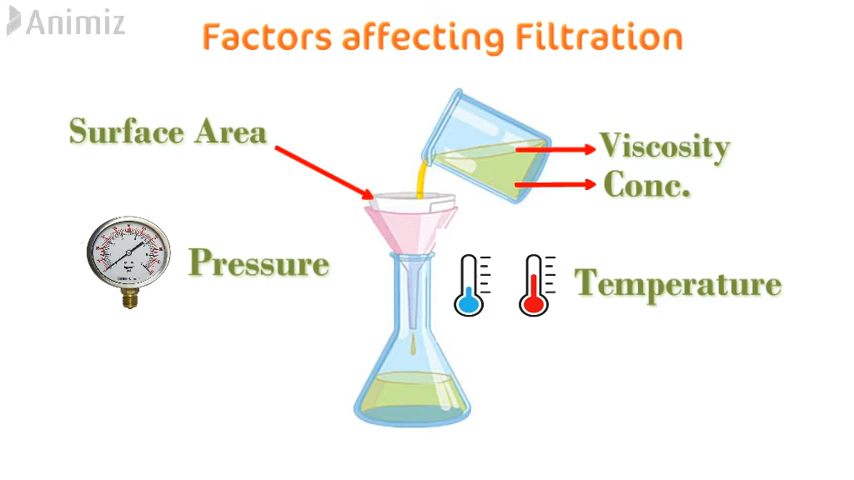 Animiz
Factors affecting Filtration
Surface Area
Viscosity
Conc.
Pressure
Temperature